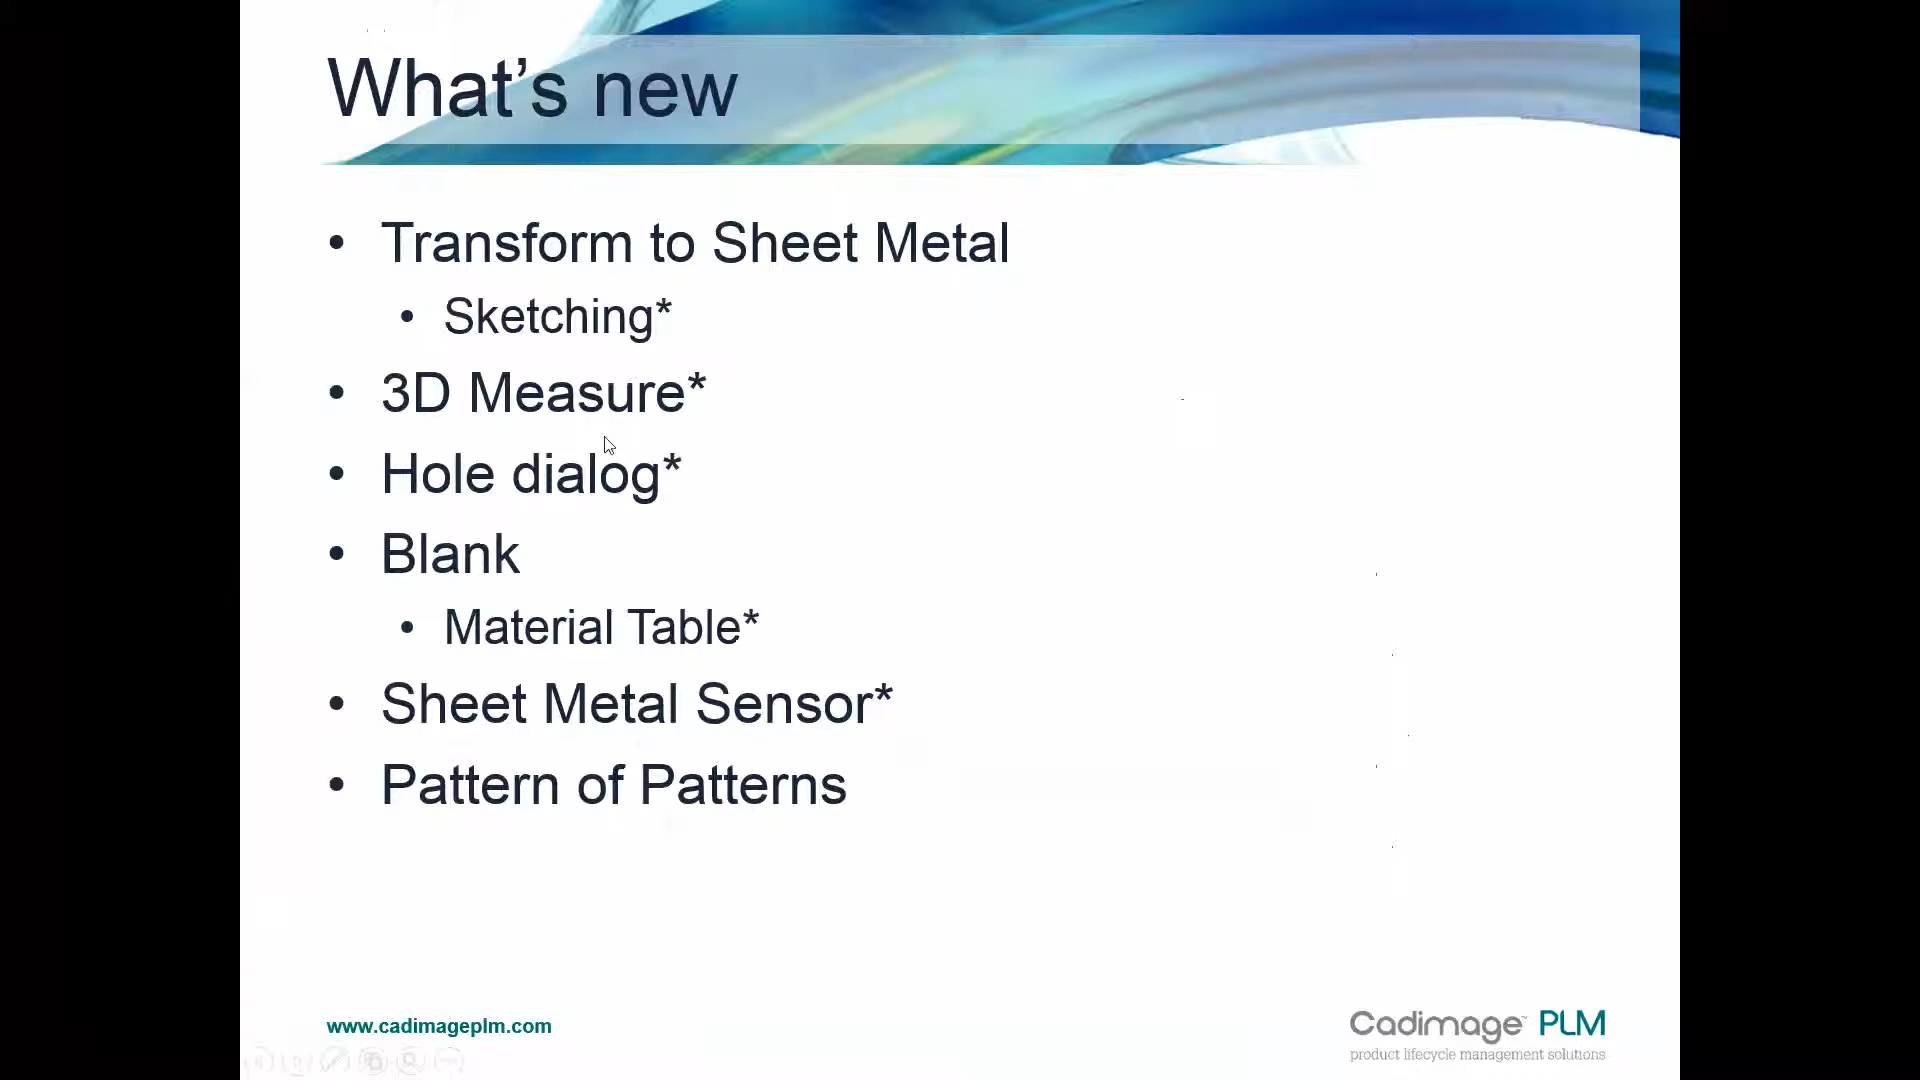 What’s new
• Transform to Sheet Metal
• Sketching*
• 3D Measure*
• Hole dialog*
• Blank
• Material Table*
• Sheet Metal Sensor*
• Pattern of Patterns
www.cadimageplm.com
Cadimage™ PLM
product lifecycle management solutions